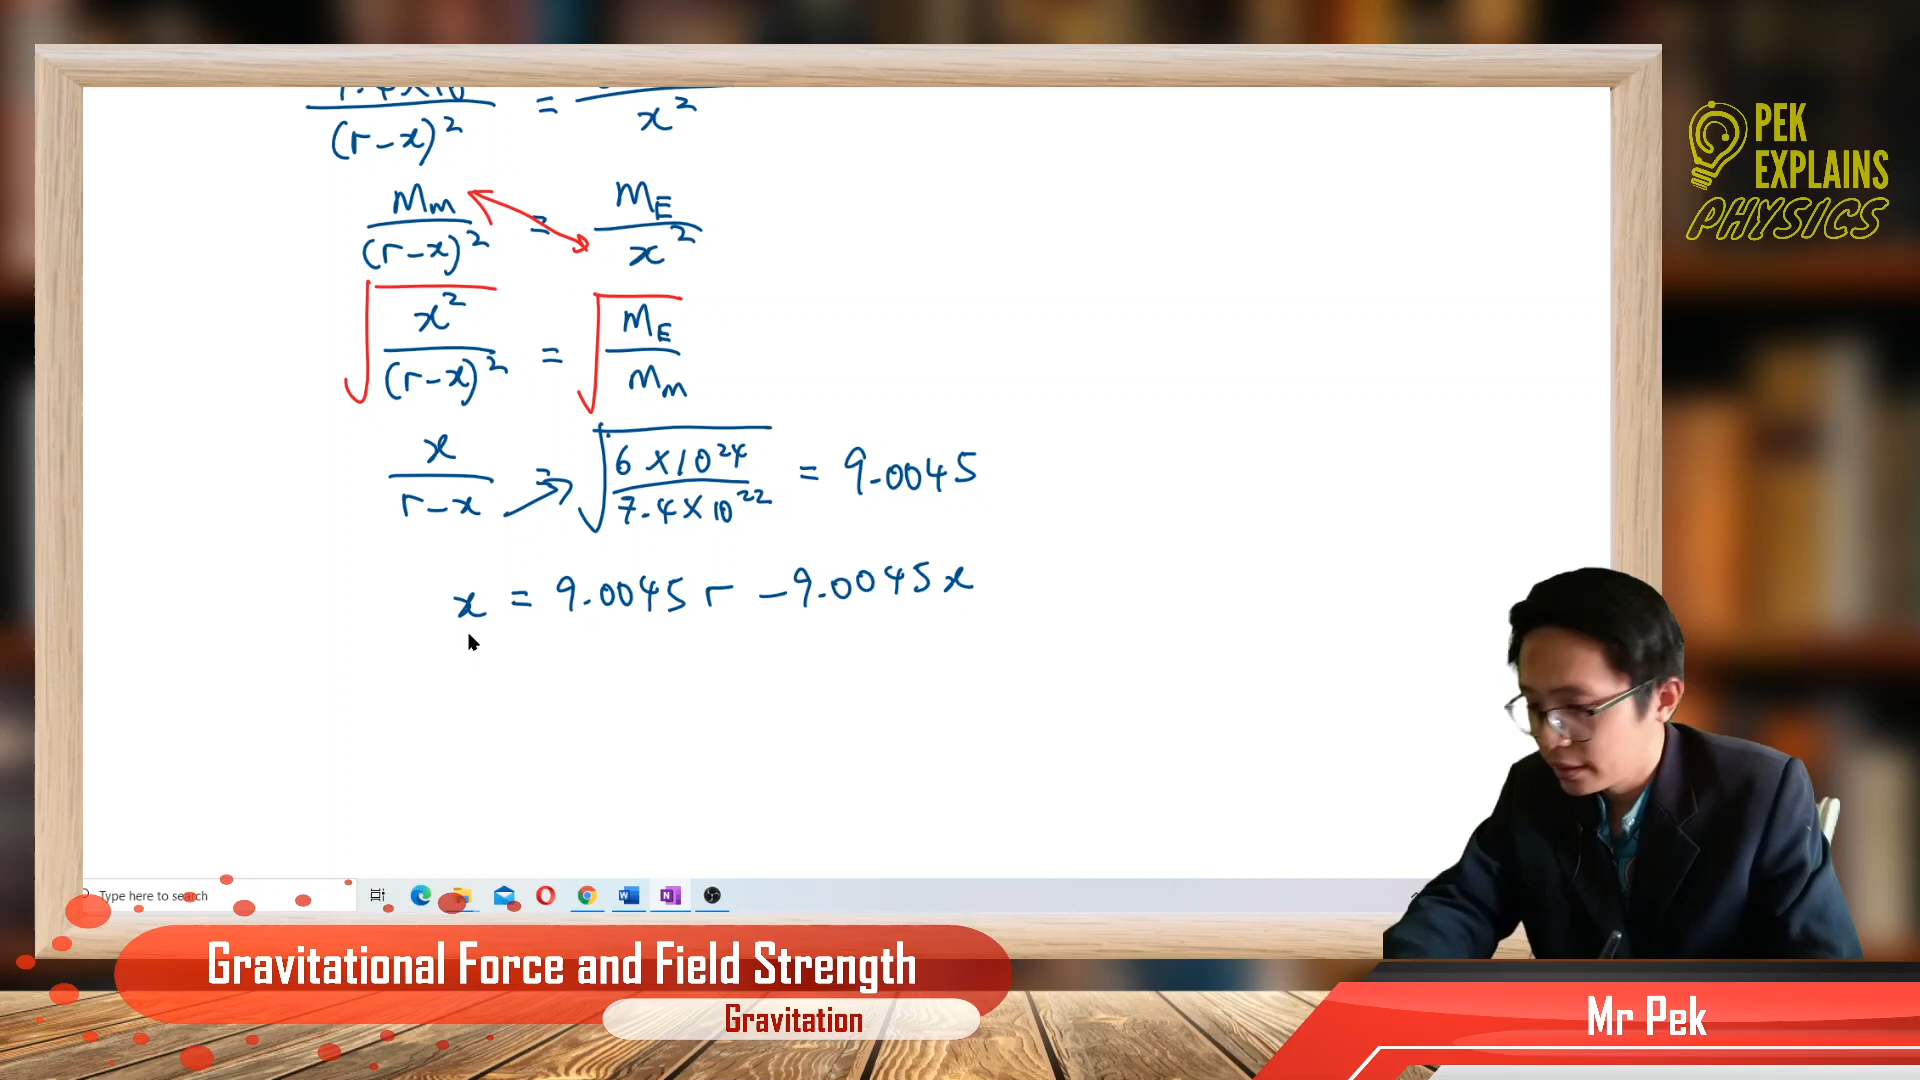 (r-x)² = x²
Mm/(r-x)² = ME/x²
√(x²/(r-x)²) = √(ME/Mm)
x/(r-x) = √(6 × 10²⁴/7.4 × 10²²) = 9.0045
x = 9.0045 r - 9.0045 x
PEK
EXPLAINS
PHYSICS
Type here to search
Gravitational Force and Field Strength
Gravitation
Mr Pek